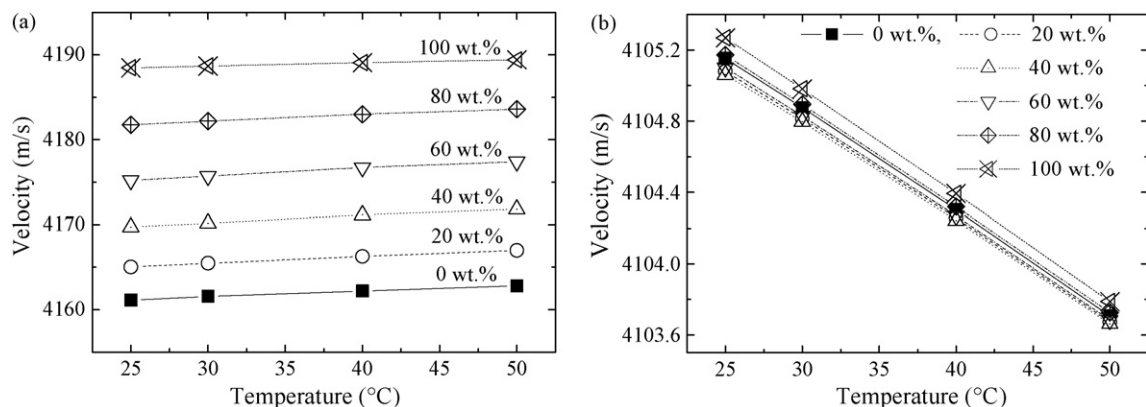 (a)
4190
4180
4170
4160
Velocity (m/s)
100 wt.%
80 wt.%
60 wt.%
40 wt.%
20 wt.%
0 wt.%
25 30 35 40 45 50
Temperature (°C)
(b)
4105.2
4104.8
4104.4
4104.0
4103.6
Velocity (m/s)
0 wt.%, 20 wt.%
40 wt.%
60 wt.%
80 wt.%
100 wt.%
25 30 35 40 45 50
Temperature (°C)